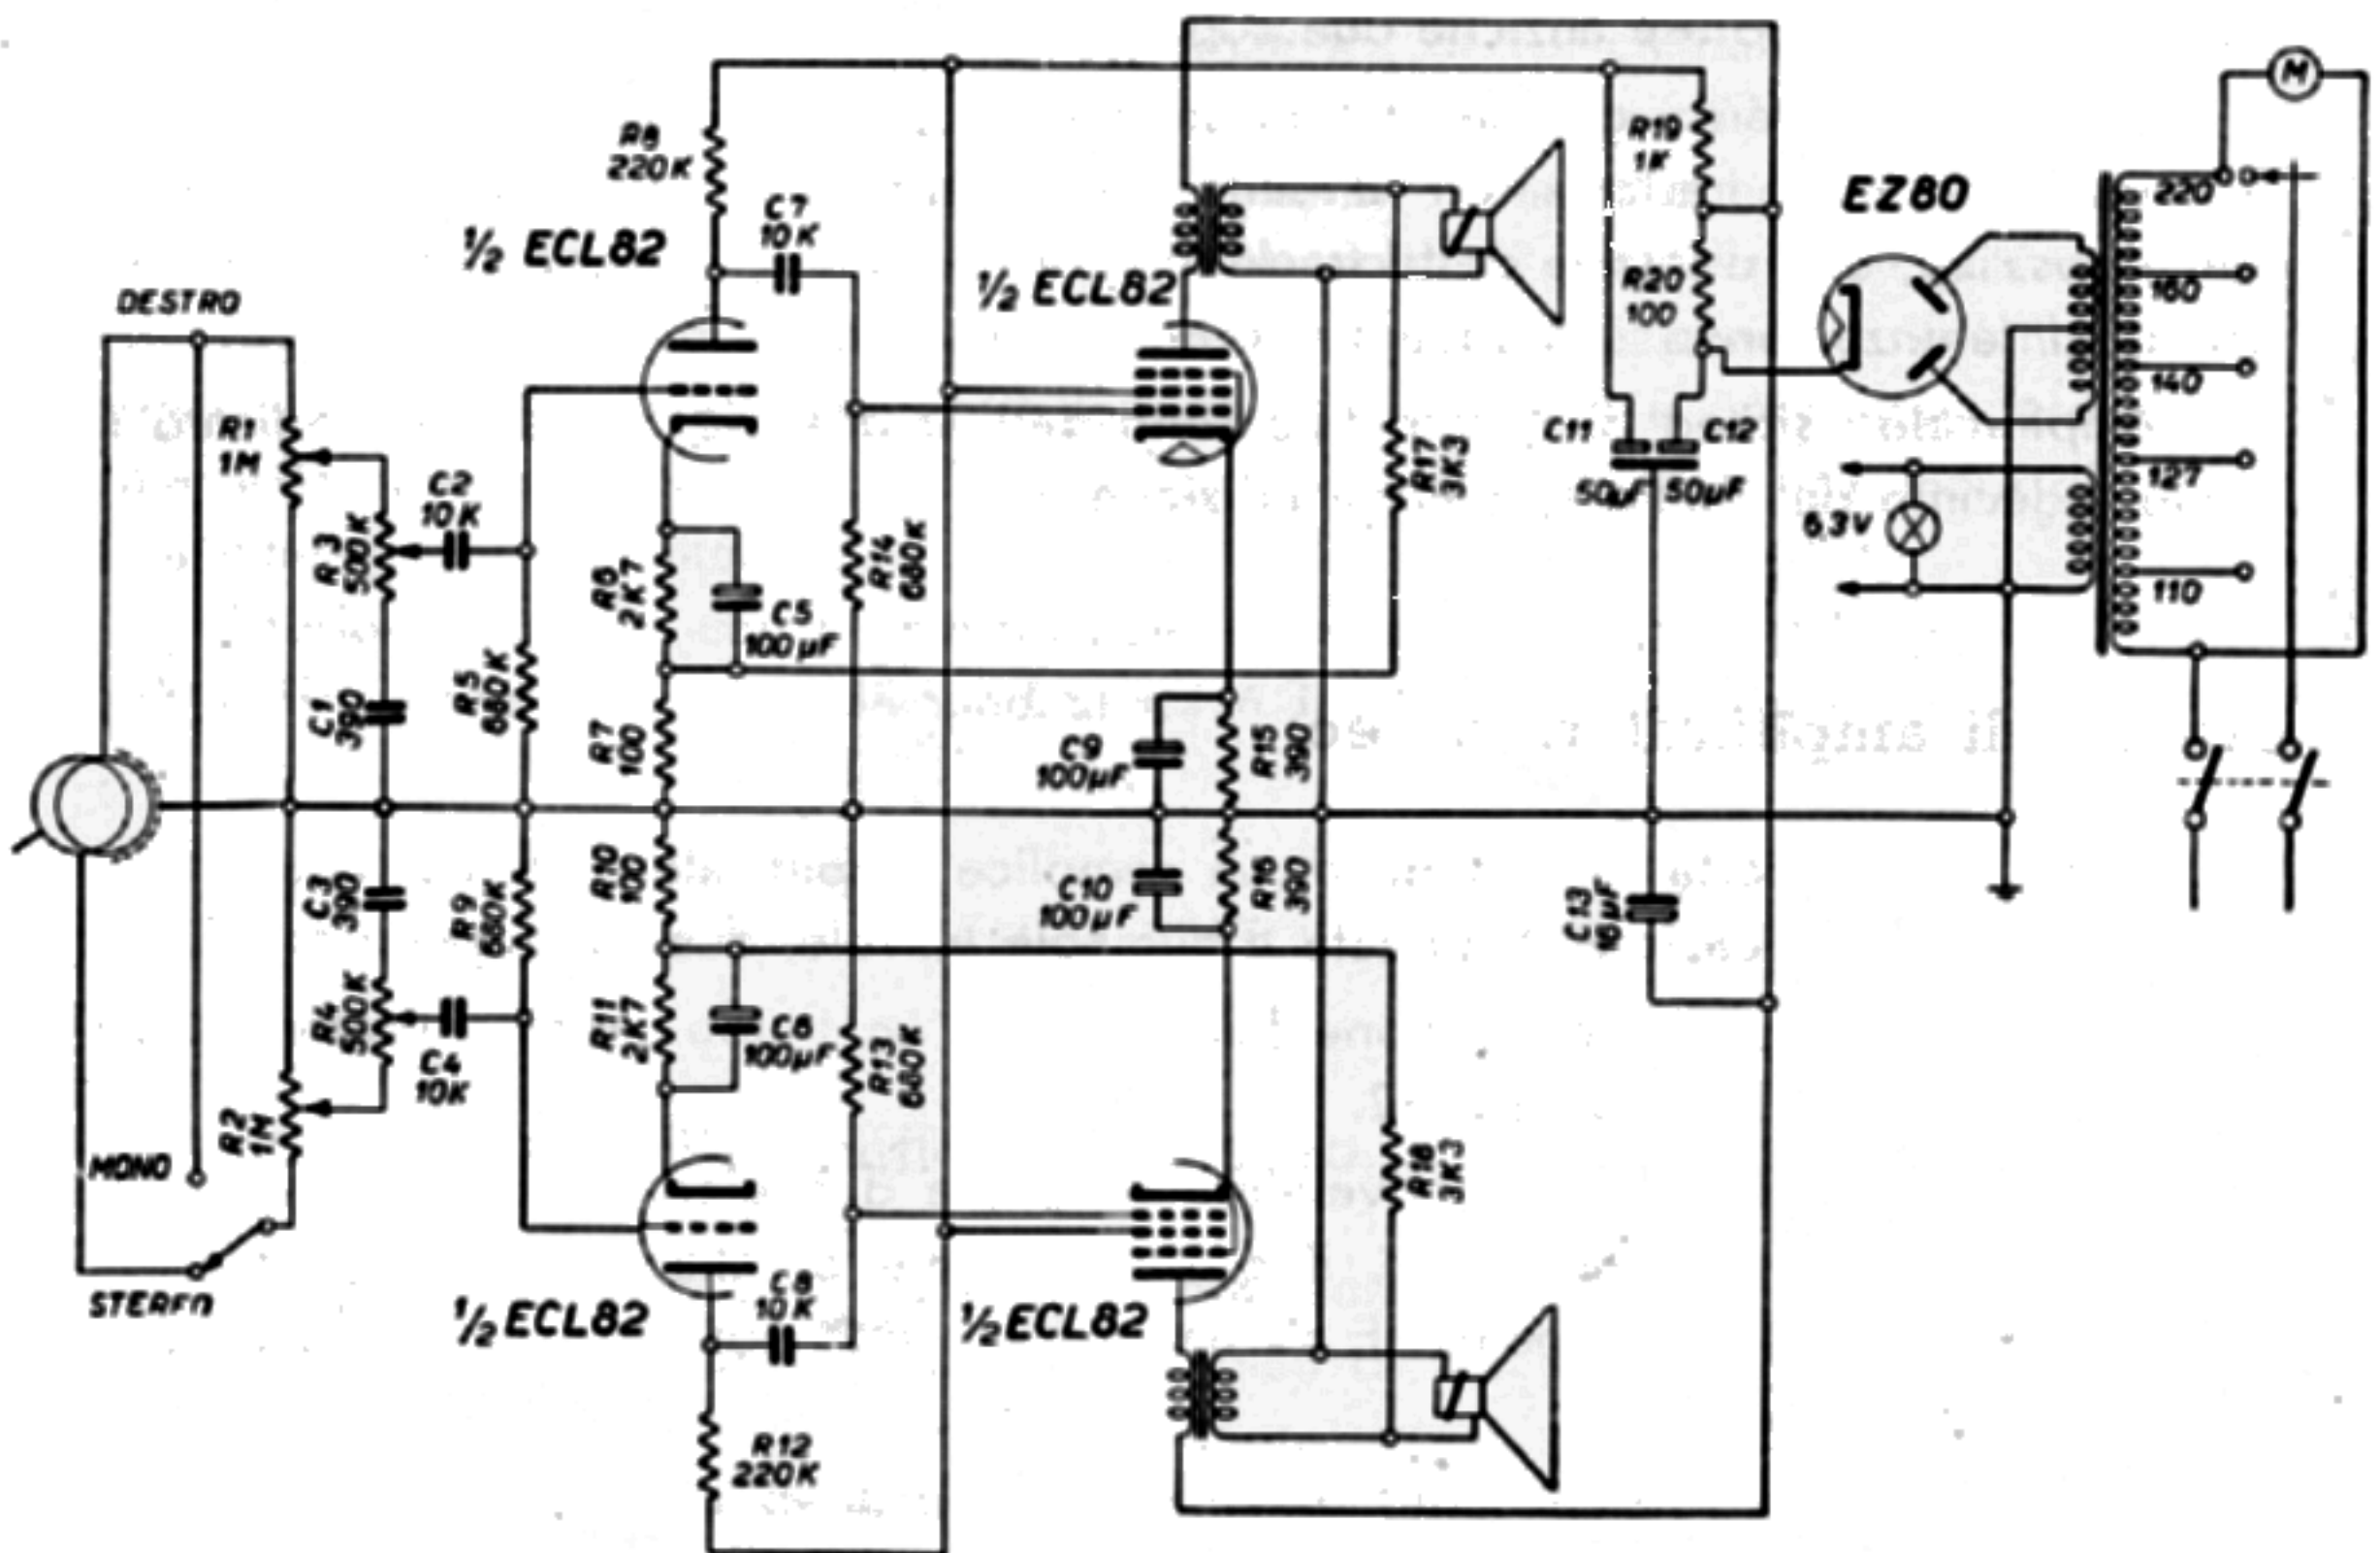 M
R8
220K
C7
10K
½ ECL82
½ ECL82
DESTRO
R1
1M
C2
10K
R3
500K
C1
390
R5
680K
R6
2K7
C5
100µF
R7
100
R14
680K
C9
100µF
R15
390
R17
3K3
R19
1K
R20
100
C11
C12
50µF
50µF
EZ80
220
160
140
127
110
6,3V
C3
390
R4
500K
C4
10K
R9
680K
R10
100
R11
2K7
C6
100µF
R13
680K
C10
100µF
R16
390
R18
3K3
C13
16µF
R2
1M
MONO
STEREO
½ ECL82
½ ECL82
C8
10K
R12
220K